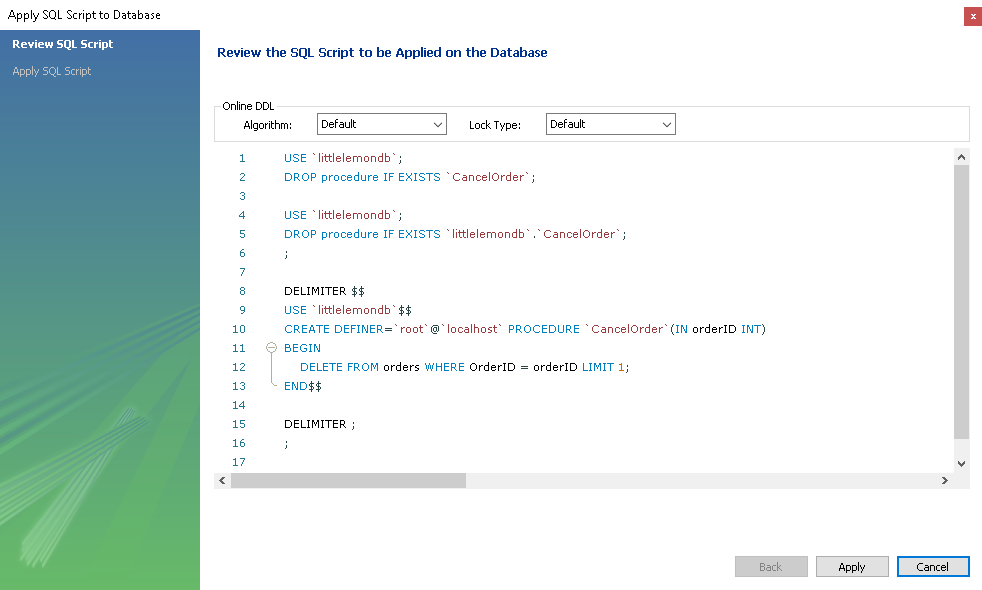 Apply SQL Script to Database
x
Review SQL Script
Apply SQL Script
Review the SQL Script to be Applied on the Database
Online DDL
Algorithm: Default Lock Type: Default
1 USE `littlelemondb`;
2 DROP procedure IF EXISTS `CancelOrder`;
3
4 USE `littlelemondb`;
5 DROP procedure IF EXISTS `littlelemondb`.`CancelOrder`;
6 ;
7
8 DELIMITER $$
9 USE `littlelemondb`$$
10 CREATE DEFINER=`root`@`localhost` PROCEDURE `CancelOrder`(IN orderID INT)
11 BEGIN
12 DELETE FROM orders WHERE OrderID = orderID LIMIT 1;
13 END$$
14
15 DELIMITER ;
16 ;
17
Back Apply Cancel